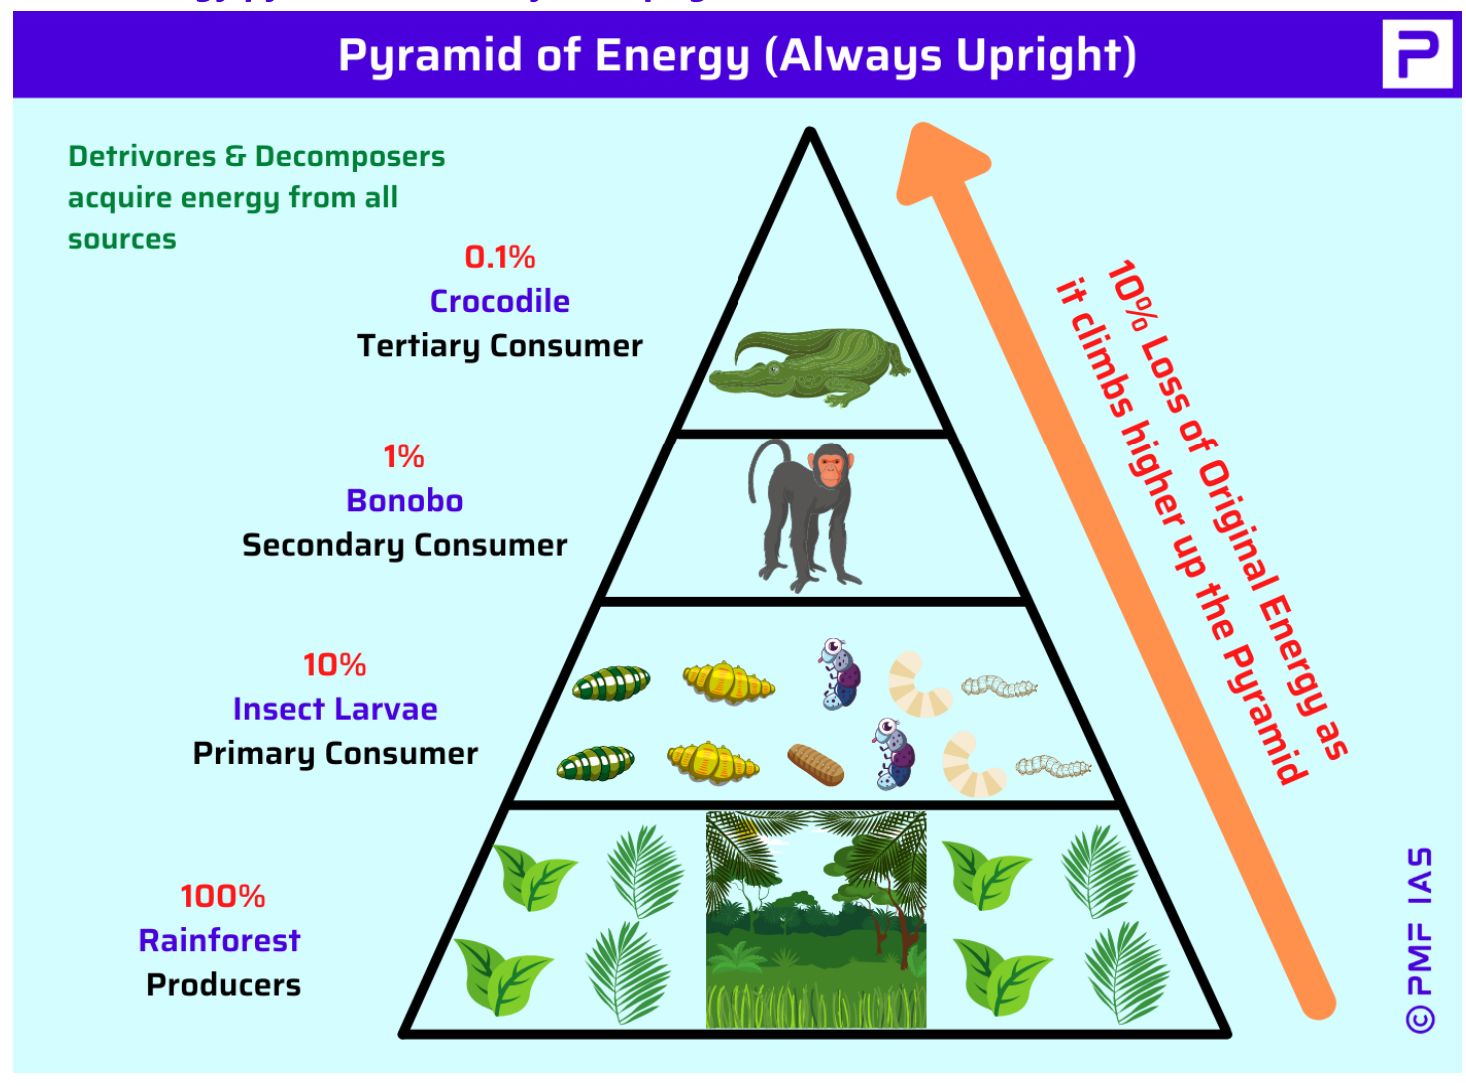 Pyramid of Energy (Always Upright)
Detrivores & Decomposers
acquire energy from all
sources
0.1%
Crocodile
Tertiary Consumer
1%
Bonobo
Secondary Consumer
10%
Insect Larvae
Primary Consumer
100%
Rainforest
Producers
10% Loss of Original Energy as
it climbs higher up the Pyramid
© PMF IAS